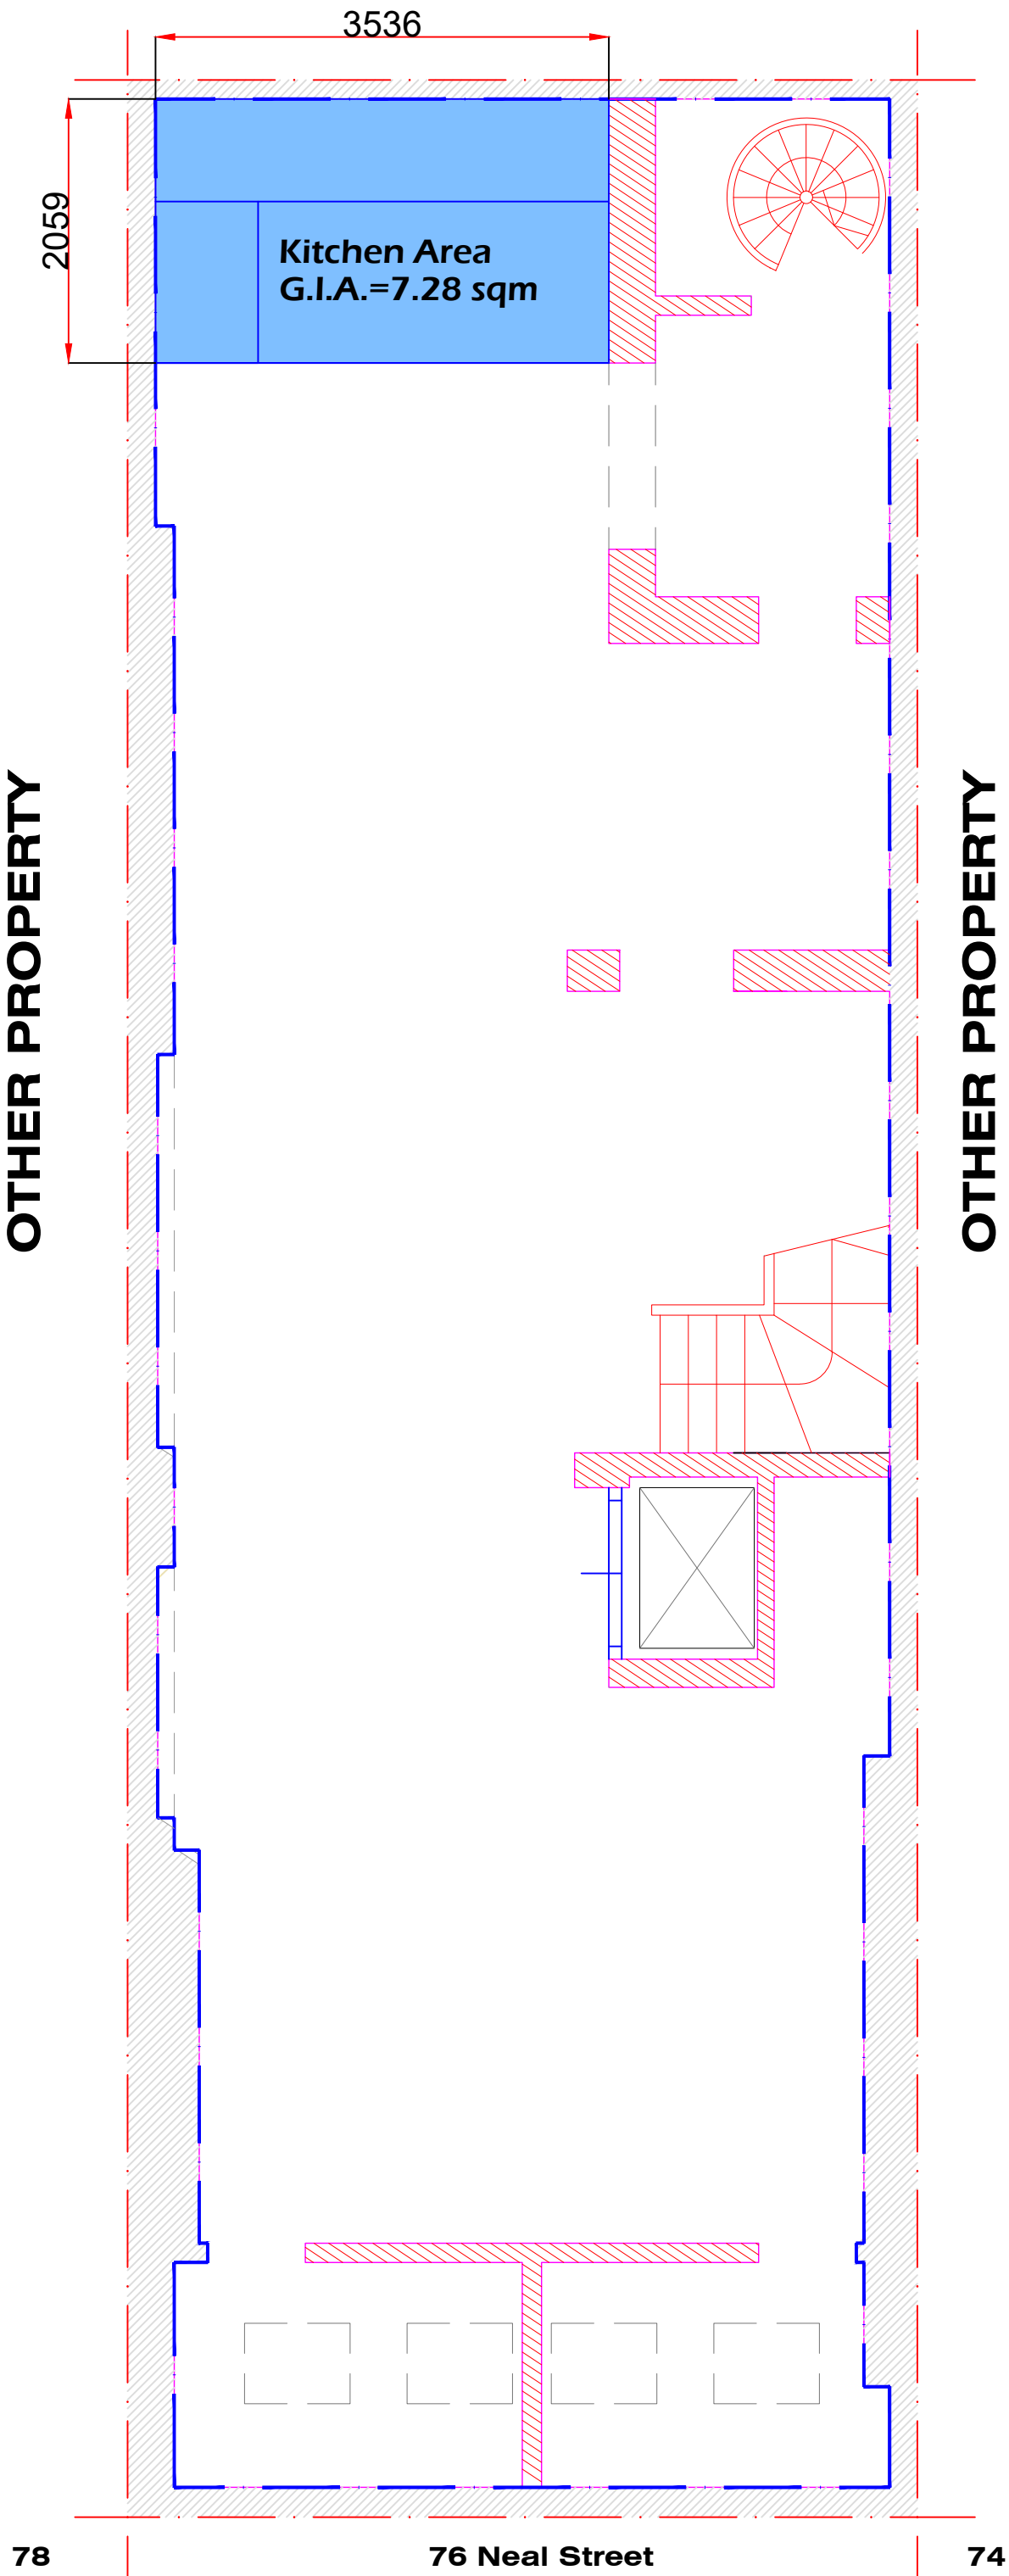 3536
2059
Kitchen Area
G.I.A.=7.28 sqm
OTHER PROPERTY
OTHER PROPERTY
78
76 Neal Street
74